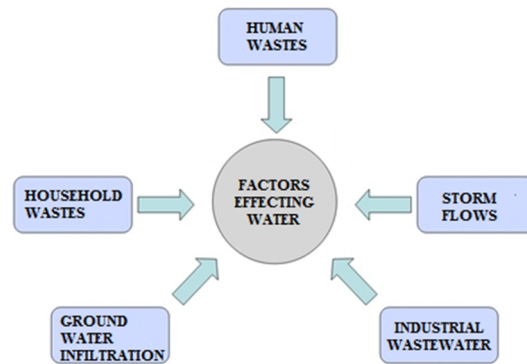 HUMAN
WASTES
HOUSEHOLD
WASTES
FACTORS
EFFECTING
WATER
STORM
FLOWS
GROUND
WATER
INFILTRATION
INDUSTRIAL
WASTEWATER